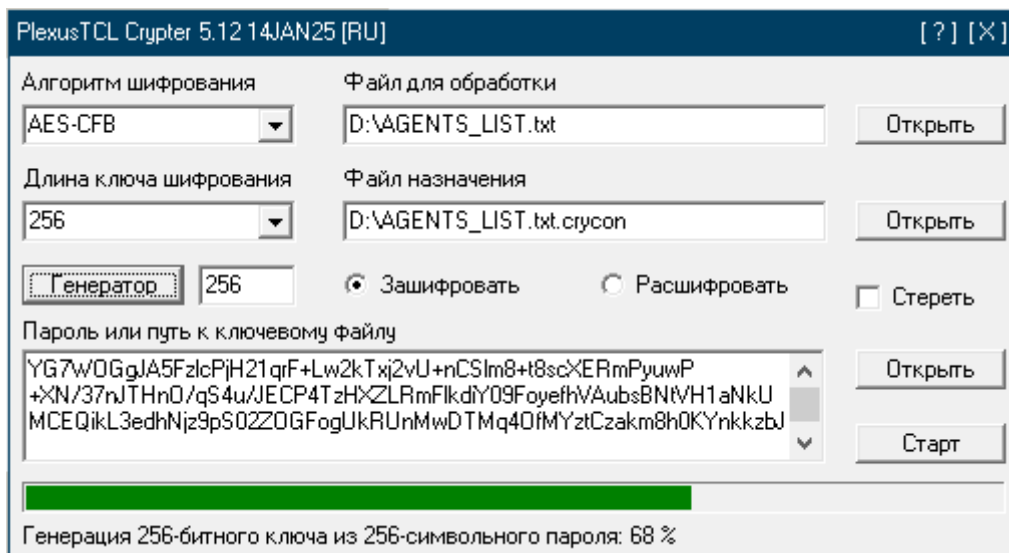 PlexusTCL Crypter 5.12 14JAN25 [RU] [ ? ] [ X ]
Алгоритм шифрования Файл для обработки
AES-CFB D:\AGENTS_LIST.txt Открыть
Длина ключа шифрования Файл назначения
256 D:\AGENTS_LIST.txt.crycon Открыть
Генератор 256 Зашифровать Расшифровать Стереть
Пароль или путь к ключевому файлу
YG7WOGgJA5FzlcPjH21qrF+Lw2kTxj2vU+nCSlm8+t8scXERmPyuwP Открыть
+XN/37nJTHnO/qS4u/JECP4TzHXZLRmFlkdiY09FoyefhVAubsBNtVH1aNkU
MCEQikL3edhNjz9pS02ZOGFogUkRUnMwDTMq4OfMYztCzakm8h0KYnkkzbJ Старт
Генерация 256-битного ключа из 256-символьного пароля: 68 %